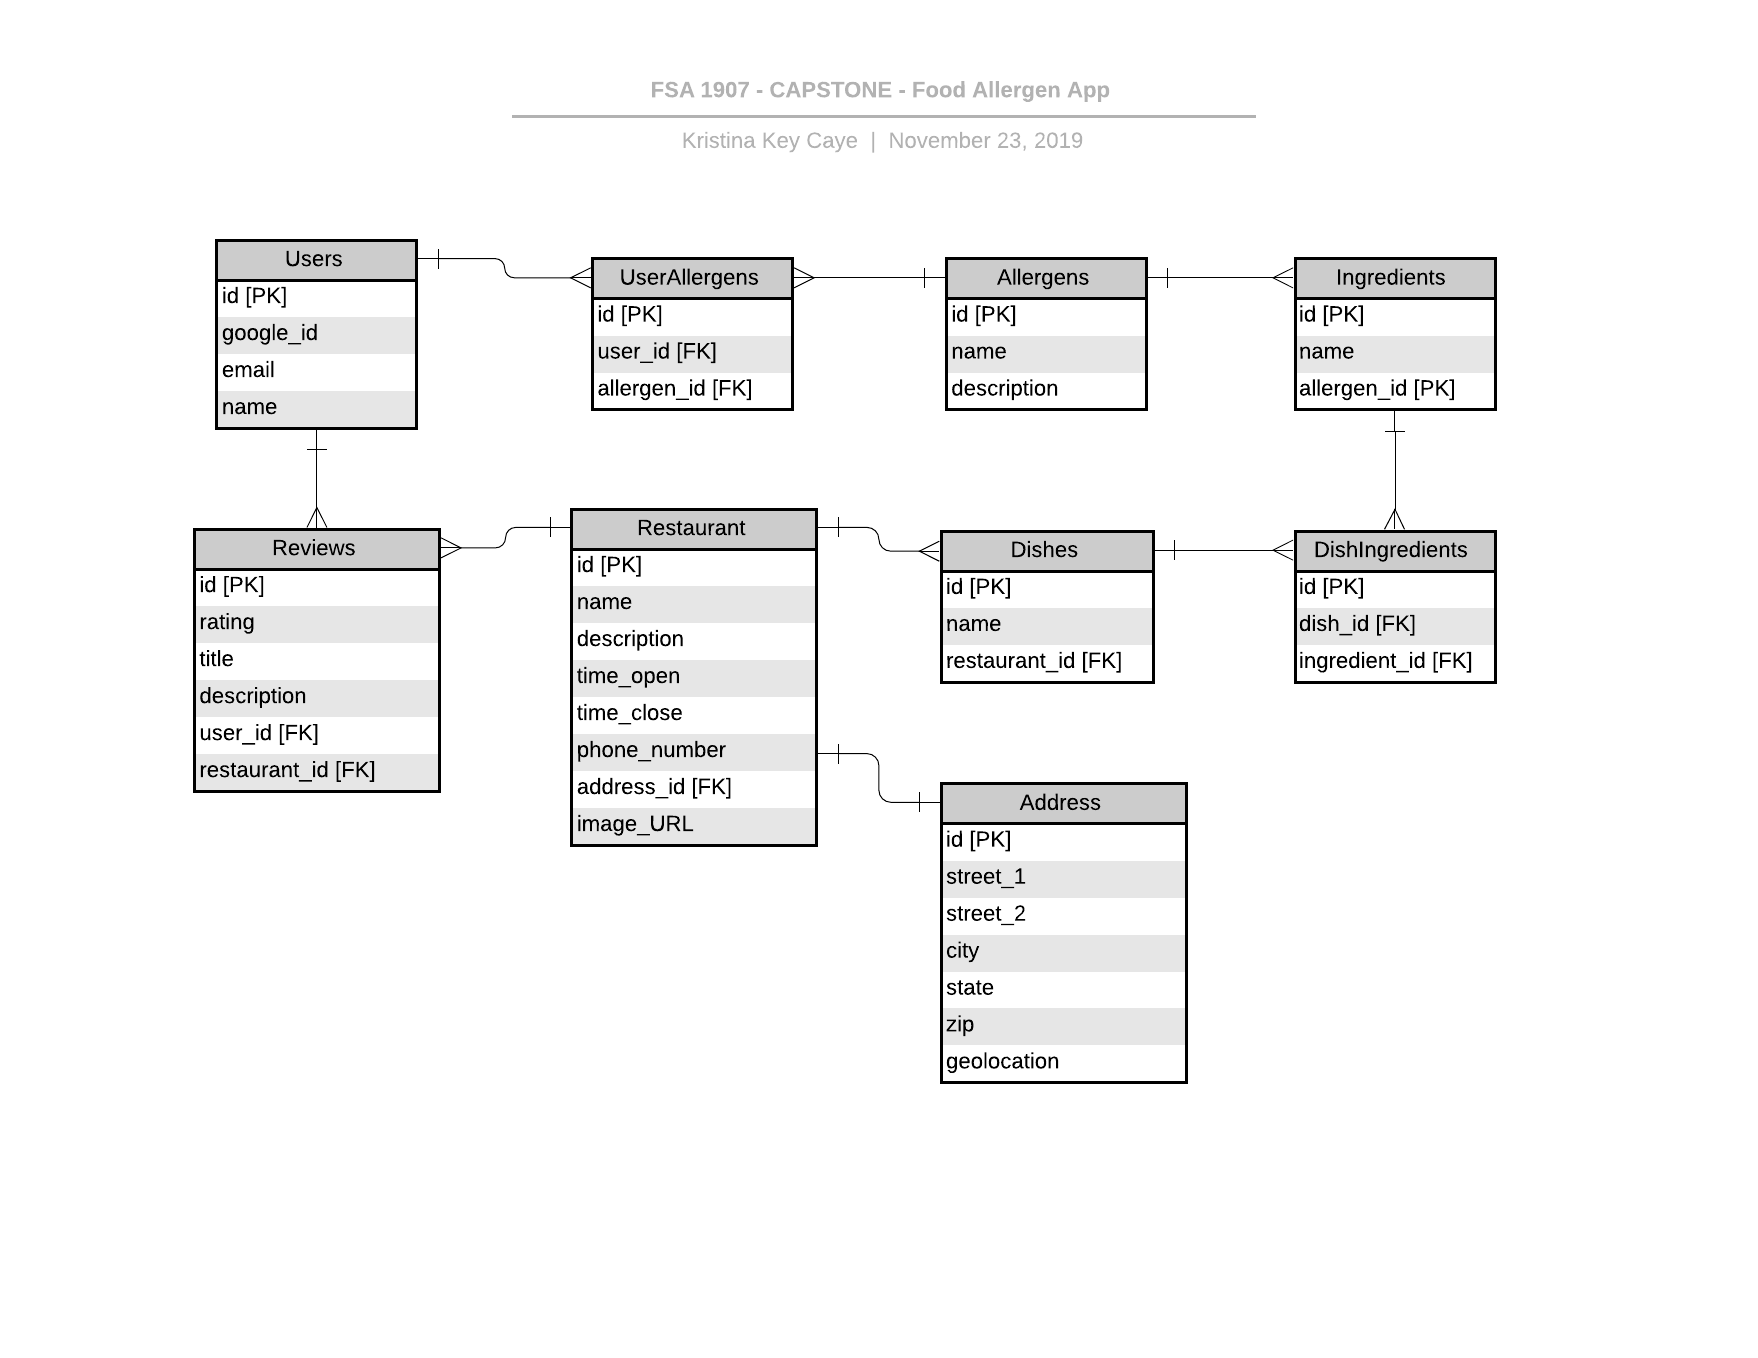 FSA 1907 - CAPSTONE - Food Allergen App
Kristina Key Caye | November 23, 2019
Users
id [PK]
google_id
email
name
UserAllergens
id [PK]
user_id [FK]
allergen_id [FK]
Allergens
id [PK]
name
description
Ingredients
id [PK]
name
allergen_id [PK]
Reviews
id [PK]
rating
title
description
user_id [FK]
restaurant_id [FK]
Restaurant
id [PK]
name
description
time_open
time_close
phone_number
address_id [FK]
image_URL
Dishes
id [PK]
name
restaurant_id [FK]
DishIngredients
id [PK]
dish_id [FK]
ingredient_id [FK]
Address
id [PK]
street_1
street_2
city
state
zip
geolocation